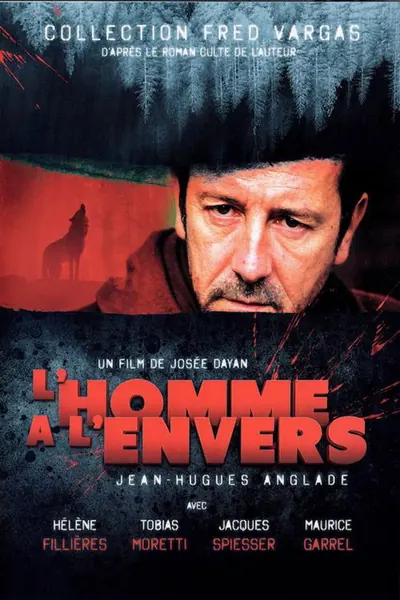 COLLECTION FRED VARGAS
D'APRÈS LE ROMAN CULTE DE L'AUTEUR
UN FILM DE JOSÉE DAYAN
L'HOMME
A L'ENVERS
JEAN-HUGUES ANGLADE
AVEC
HÉLÈNE TOBIAS JACQUES MAURICE
FILLIÈRES MORETTI SPIESSER GARREL